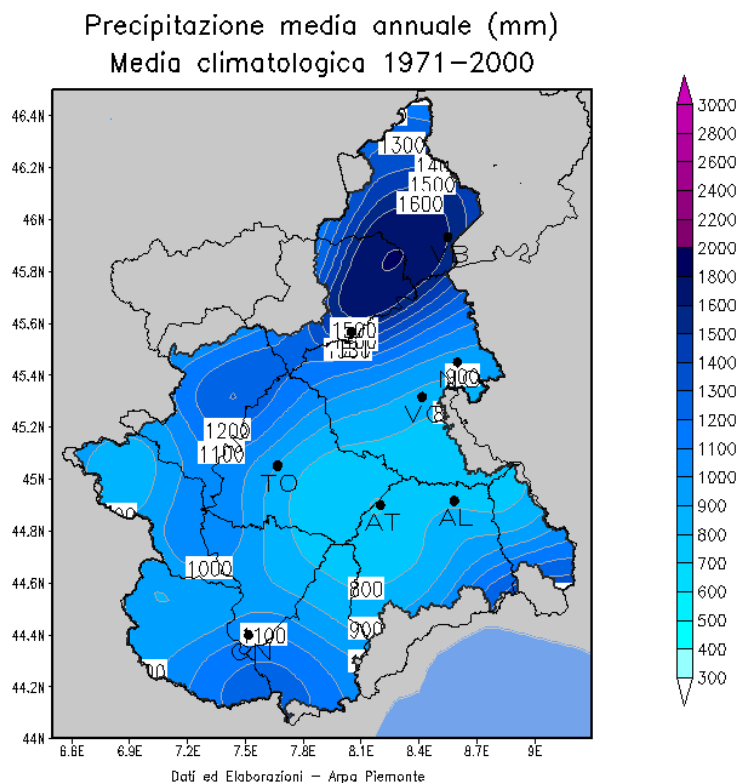 Precipitazione media annuale (mm)
Media climatologica 1971-2000
46.4N
46.2N
46N
45.8N
45.6N
45.4N
45.2N
45N
44.8N
44.6N
44.4N
44.2N
44N
1300
1500
1600
VB
1500
900
VC
1200
1100
TO
AT
AL
1000
800
900
CN
6.6E 6.9E 7.2E 7.5E 7.8E 8.1E 8.4E 8.7E 9E
Dati ed Elaborazioni - Arpa Piemonte
3000
2800
2600
2400
2200
2000
1800
1600
1500
1400
1300
1200
1100
1000
900
800
700
600
500
400
300